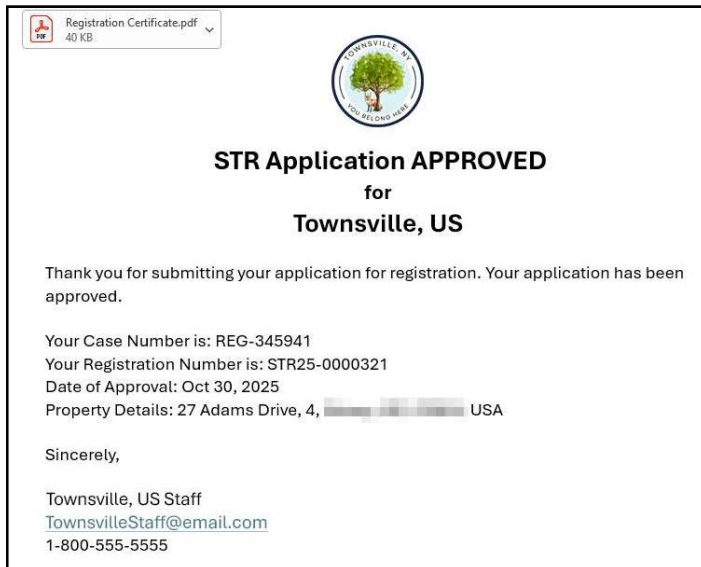 Registration Certificate.pdf
40 KB
PDF
TOWNSVILLE, NY
YOU BELONG HERE
STR Application APPROVED
for
Townsville, US
Thank you for submitting your application for registration. Your application has been
approved.
Your Case Number is: REG-345941
Your Registration Number is: STR25-0000321
Date of Approval: Oct 30, 2025
Property Details: 27 Adams Drive, 4, USA
Sincerely,
Townsville, US Staff
TownsvilleStaff@email.com
1-800-555-5555